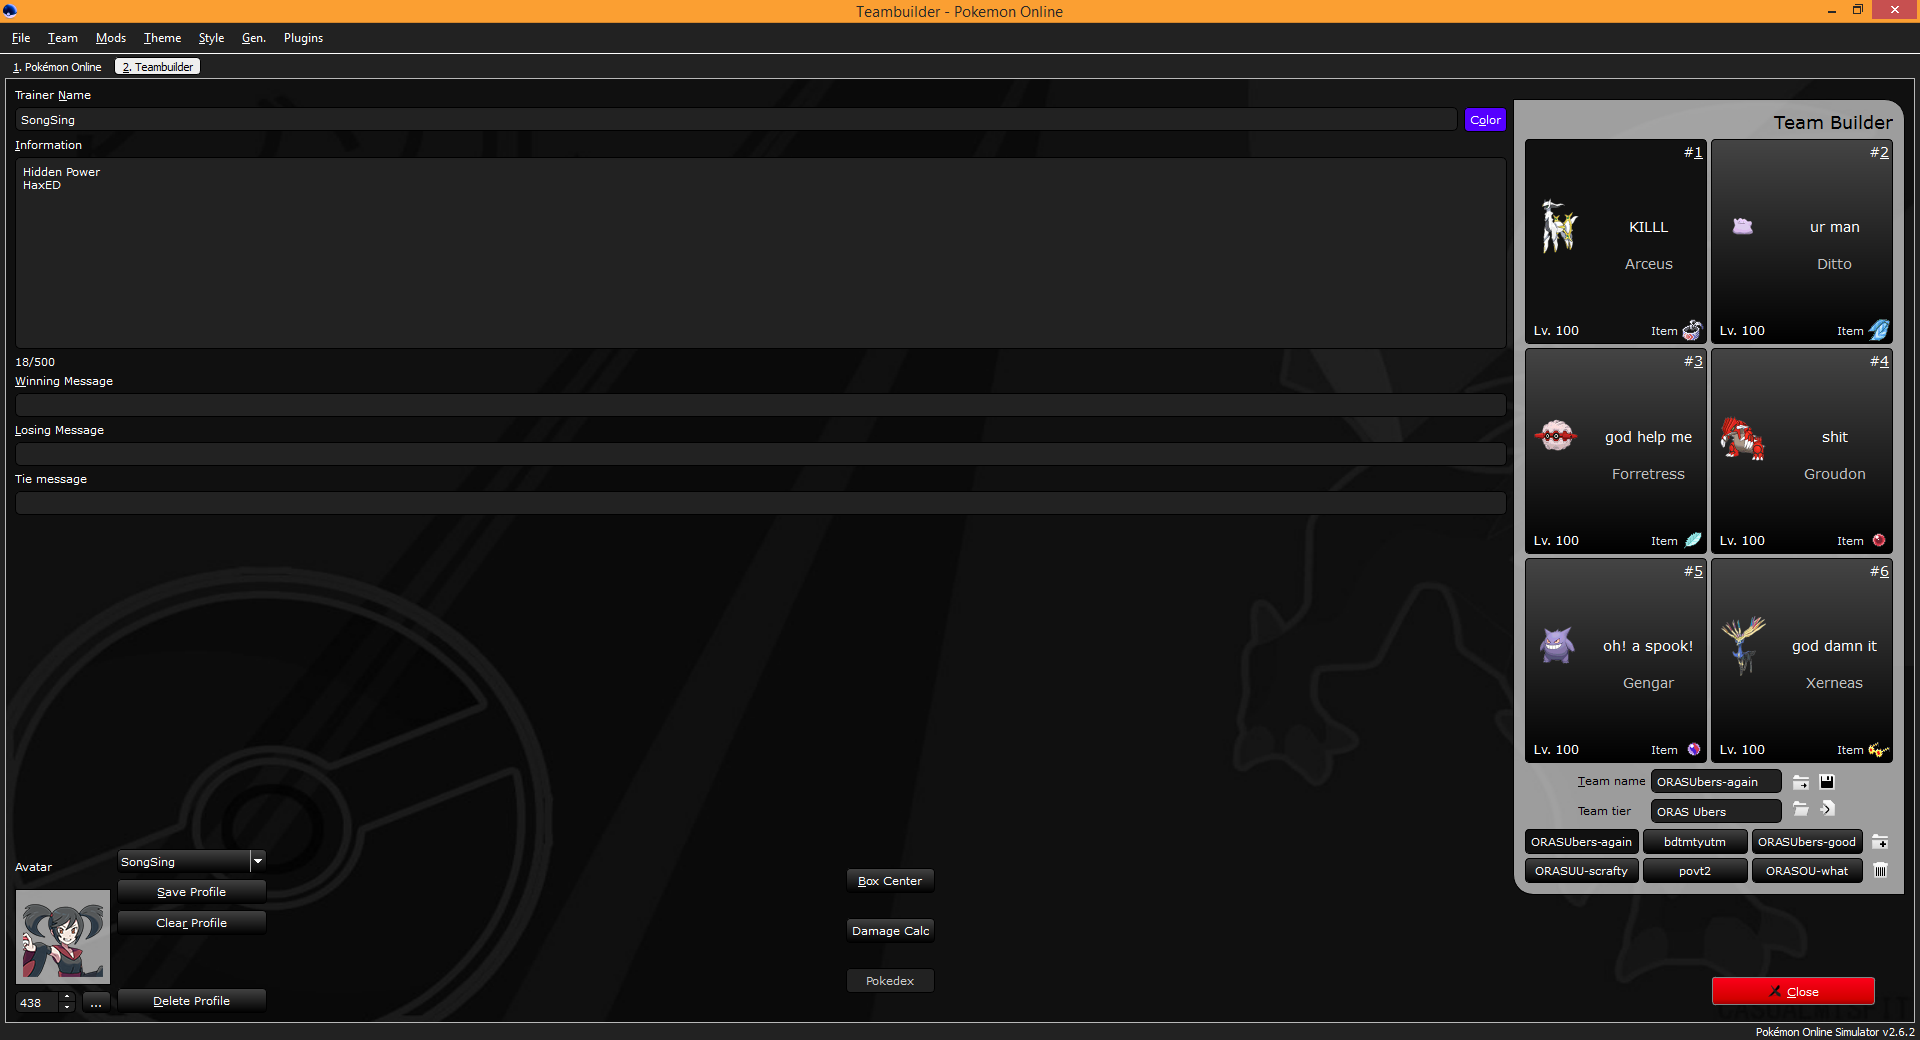 Teambuilder - Pokemon Online
File Team Mods Theme Style Gen. Plugins
1. Pokémon Online 2. Teambuilder
Trainer Name
SongSing
Color
Information
Hidden Power
HaxED
18/500
Winning Message
Losing Message
Tie message
Avatar
SongSing
Save Profile
Clear Profile
438
...
Delete Profile
Box Center
Damage Calc
Pokedex
Team Builder
#1
KILLL
Arceus
Lv. 100 Item
#2
ur man
Ditto
Lv. 100 Item
#3
god help me
Forretress
Lv. 100 Item
#4
shit
Groudon
Lv. 100 Item
#5
oh! a spook!
Gengar
Lv. 100 Item
#6
god damn it
Xerneas
Lv. 100 Item
Team name ORASUbers-again
Team tier ORAS Ubers
ORASUbers-again bdtmtyutm ORASUbers-good
ORASUU-scrafty povt2 ORASOU-what
Close
Pokémon Online Simulator v2.6.2